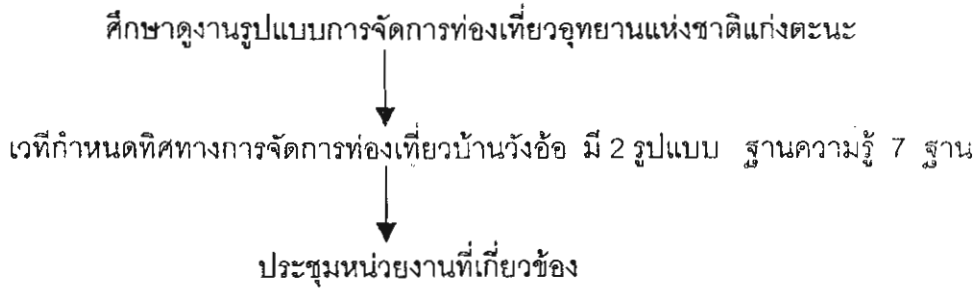 ศึกษาดูงานรูปแบบการจัดการท่องเที่ยวอุทยานแห่งชาติแก่งตะนะ
เวทีกำหนดทิศทางการจัดการท่องเที่ยวบ้านวังอ้อ มี 2 รูปแบบ ฐานความรู้ 7 ฐาน
ประชุมหน่วยงานที่เกี่ยวข้อง